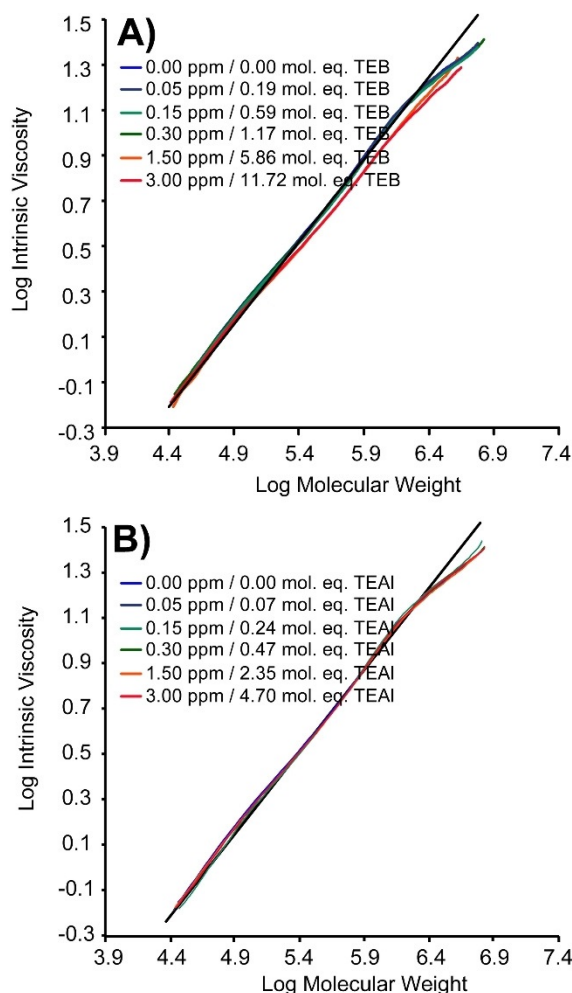 A)
0.00 ppm / 0.00 mol. eq. TEB
0.05 ppm / 0.19 mol. eq. TEB
0.15 ppm / 0.59 mol. eq. TEB
0.30 ppm / 1.17 mol. eq. TEB
1.50 ppm / 5.86 mol. eq. TEB
3.00 ppm / 11.72 mol. eq. TEB
Log Intrinsic Viscosity
1.5
1.3
1.1
0.9
0.7
0.5
0.3
0.1
-0.1
-0.3
3.9 4.4 4.9 5.4 5.9 6.4 6.9 7.4
Log Molecular Weight
B)
0.00 ppm / 0.00 mol. eq. TEAl
0.05 ppm / 0.07 mol. eq. TEAl
0.15 ppm / 0.24 mol. eq. TEAl
0.30 ppm / 0.47 mol. eq. TEAl
1.50 ppm / 2.35 mol. eq. TEAl
3.00 ppm / 4.70 mol. eq. TEAl
Log Intrinsic Viscosity
1.5
1.3
1.1
0.9
0.7
0.5
0.3
0.1
-0.1
-0.3
3.9 4.4 4.9 5.4 5.9 6.4 6.9 7.4
Log Molecular Weight